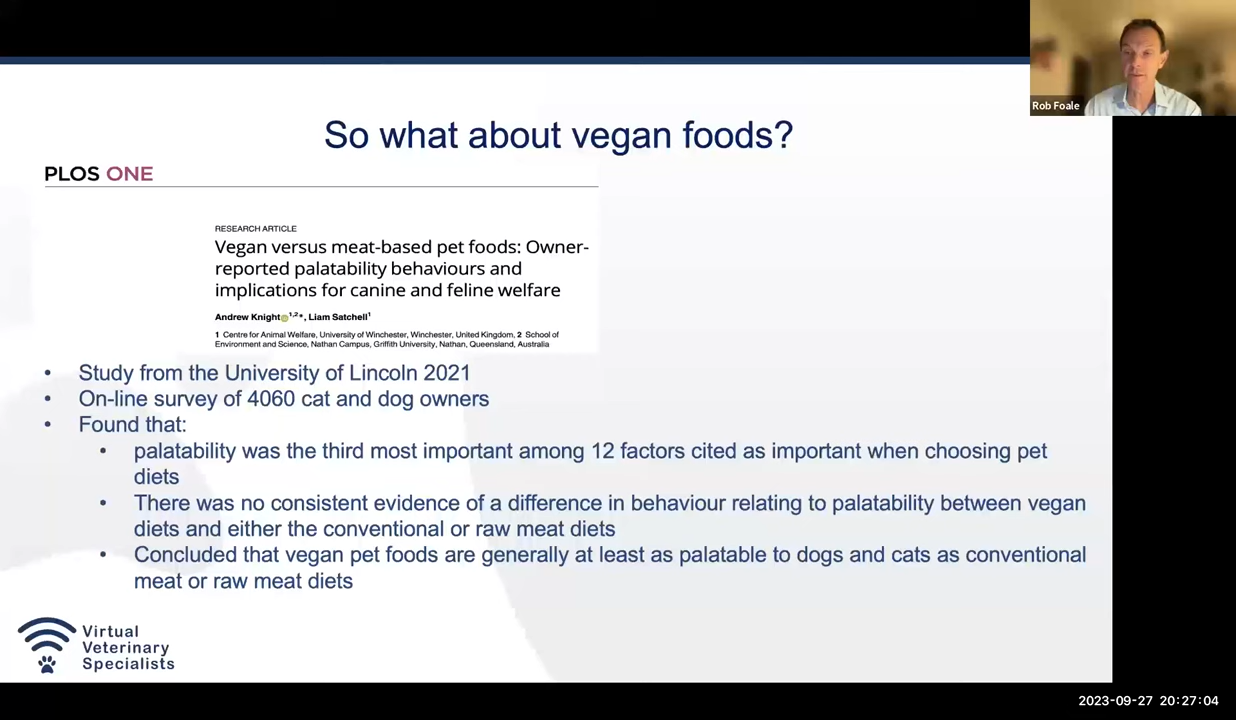 So what about vegan foods?
PLOS ONE
RESEARCH ARTICLE
Vegan versus meat-based pet foods: Owner-
reported palatability behaviours and
implications for canine and feline welfare
Andrew Knight 1,2*, Liam Satchell1
1 Centre for Animal Welfare, University of Winchester, Winchester, United Kingdom, 2 School of
Environment and Science, Nathan Campus, Griffith University, Nathan, Queensland, Australia
• Study from the University of Lincoln 2021
• On-line survey of 4060 cat and dog owners
• Found that:
• palatability was the third most important among 12 factors cited as important when choosing pet
diets
• There was no consistent evidence of a difference in behaviour relating to palatability between vegan
diets and either the conventional or raw meat diets
• Concluded that vegan pet foods are generally at least as palatable to dogs and cats as conventional
meat or raw meat diets
Virtual
Veterinary
Specialists
Rob Foale
2023-09-27 20:27:04